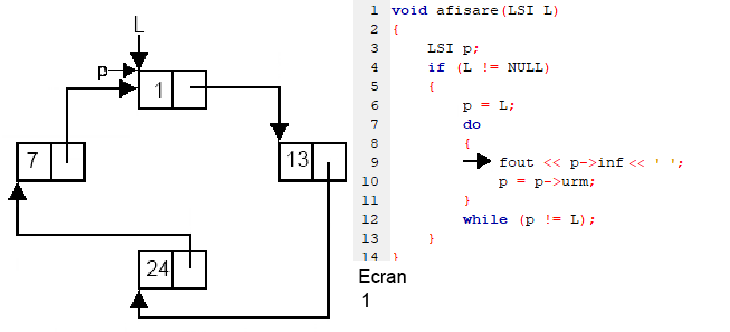 L
p
1
7
13
24
1 void afisare(LSI L)
2 {
3 LSI p;
4 if (L != NULL)
5 {
6 p = L;
7 do
8 {
9 fout << p->inf << ' ';
10 p = p->urm;
11 }
12 while (p != L);
13 }
14 }
Ecran
1